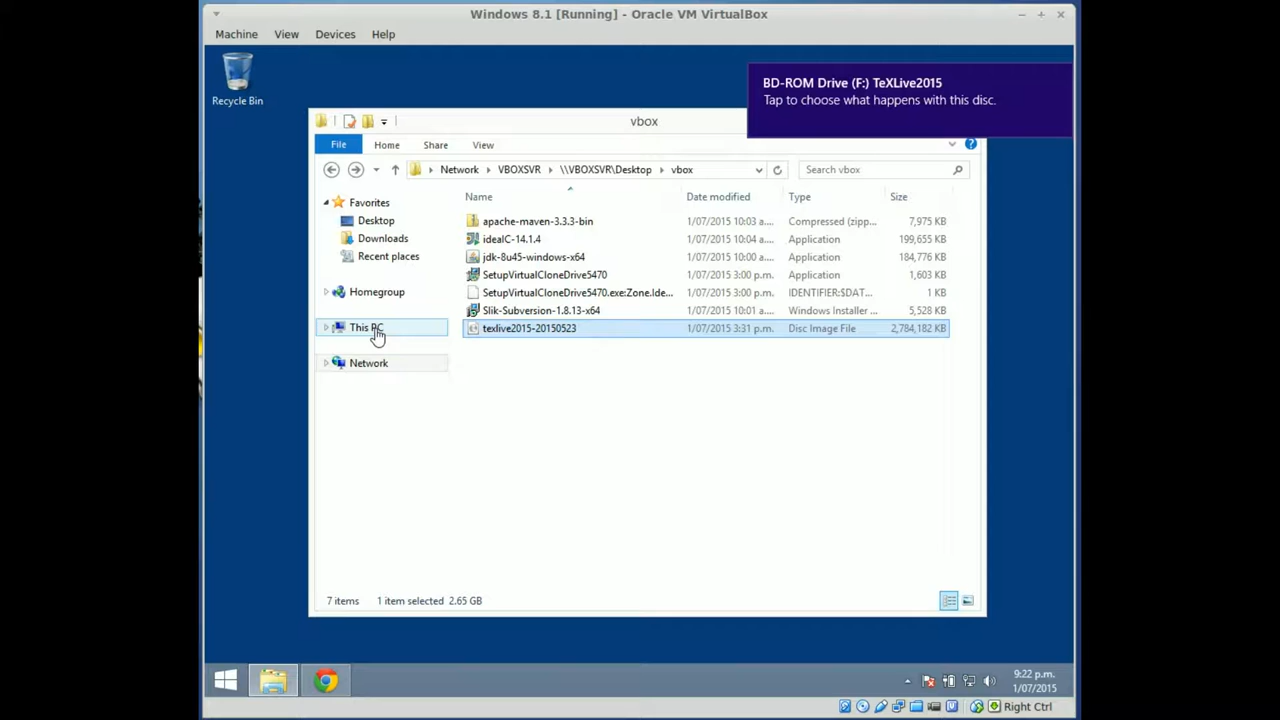 Windows 8.1 [Running] - Oracle VM VirtualBox
Machine View Devices Help
Recycle Bin
BD-ROM Drive (F:) TeXLive2015
Tap to choose what happens with this disc.
vbox
File Home Share View
Network VBOXSVR \\VBOXSVR\Desktop vbox
Search vbox
Favorites
Desktop
Downloads
Recent places
Homegroup
This PC
Network
Name Date modified Type Size
apache-maven-3.3.3-bin 1/07/2015 10:03 a.... Compressed (zipp... 7,975 KB
ideaIC-14.1.4 1/07/2015 10:04 a.... Application 199,655 KB
jdk-8u45-windows-x64 1/07/2015 10:00 a.... Application 184,776 KB
SetupVirtualCloneDrive5470 1/07/2015 3:00 p.m. Application 1,603 KB
SetupVirtualCloneDrive5470.exe:Zone.Ide... 1/07/2015 3:00 p.m. IDENTIFIER:$DAT... 1 KB
Slik-Subversion-1.8.13-x64 1/07/2015 10:01 a.... Windows Installer ... 5,528 KB
texlive2015-20150523 1/07/2015 3:31 p.m. Disc Image File 2,784,182 KB
7 items 1 item selected 2.65 GB
9:22 p.m.
1/07/2015
Right Ctrl